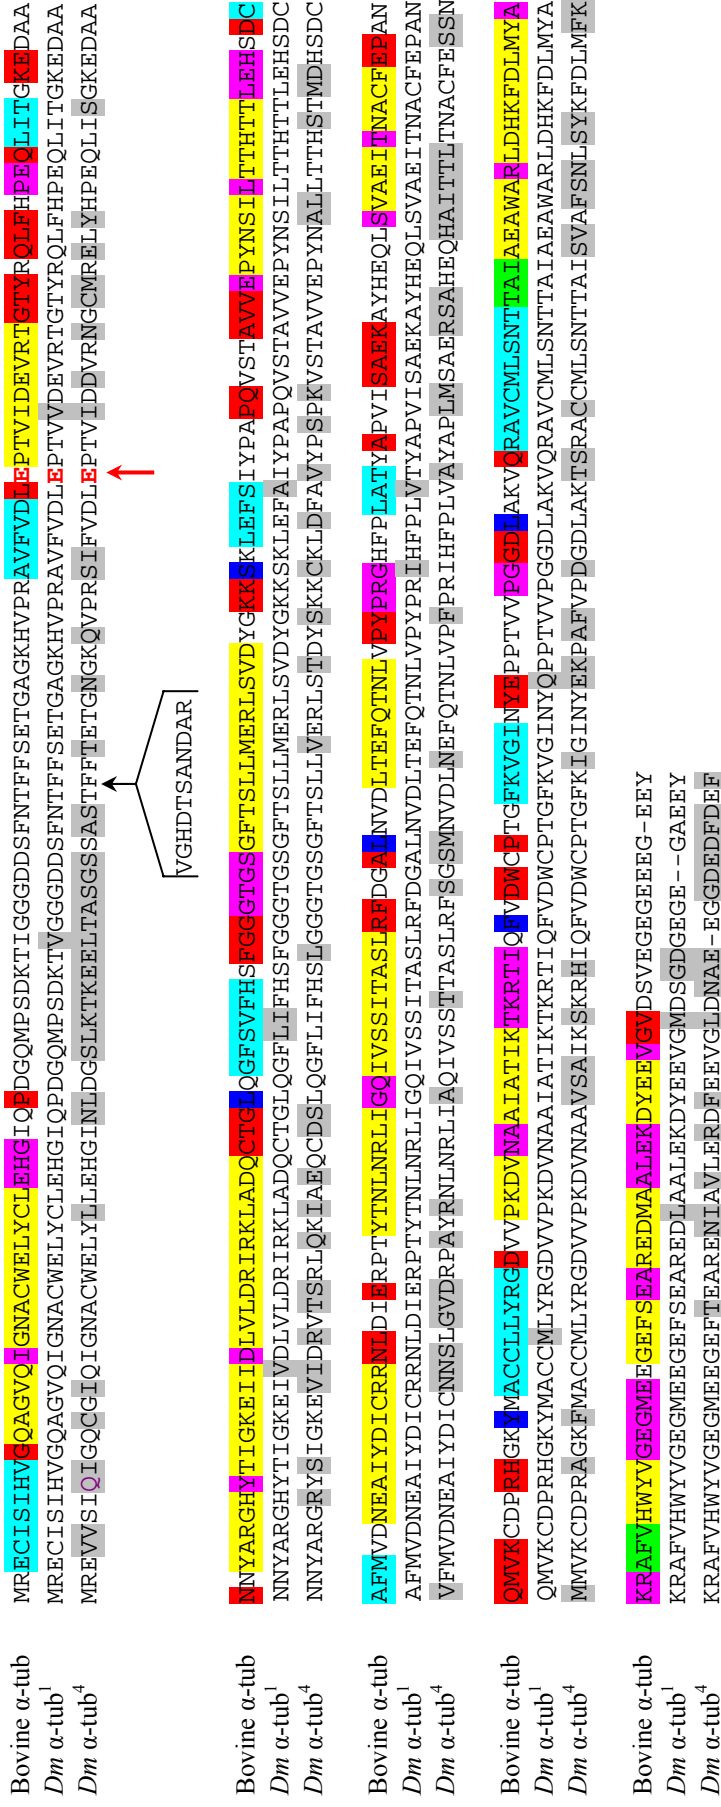 Bovine α-tub MRECISIHVGQAGVQIGNACWELYCLEHGIQPDGQMPSDKTIGGGDDSFNTFFSETGAGKHVPRAVFVDLEPTVIDEVRTGTYRQLFHPEQLITGKEDAA
Dm α-tub1 MRECISIHVGQAGVQIGNACWELYCLEHGIQPDGQMPSDKTVGGGDDSFNTFFSETGAGKHVPRAVFVDLEPTVVDEVRTGTYRQLFHPEQLITGKEDAA
Dm α-tub4 MREVVSIQIGQCGIQIGNACWELYLLEHGINLDGSLKTKEELTASGSSASTFFTETGNGKQVPRSIFVDLEPTVIDDVRNGCMRELYHPEQLISGKEDAA
VGHDTSANDAR
Bovine α-tub NNYARGHYTIGKEIIDLVLDRIRKLADQCTGLQGFSVFHSFGGGTGSGFTSLLMERLSVDYGKKSKLEFSIYPAPQVSTAVVEPYNSILTTHTTLEHSDC
Dm α-tub1 NNYARGHYTIGKEIVDLVLDRIRKLADQCTGLQGFLIFHSFGGGTGSGFTSLLMERLSVDYGKKSKLEFAIYPAPQVSTAVVEPYNSILTTHTTLEHSDC
Dm α-tub4 NNYARGRYSIGKEVIDRVTSRLQKIAEQCDSLQGFLIFHSLGGGTGSGFTSLLVERLSTDYSKKCKLDFAVYPSPKVSTAVVEPYNALLTTHSTMDHSDC
Bovine α-tub AFMVDNEAIYDICRRNLDIERPTYTNLNRLIGQIVSSITASLRFDGALNVDLTEFQTNLVPYPRGHFPLATYAPVISAEKAYHEQLSVAEITNACFEPAN
Dm α-tub1 AFMVDNEAIYDICRRNLDIERPTYTNLNRLIGQIVSSITASLRFDGALNVDLTEFQTNLVPYPRIHFPLVTYAPVISAEKAYHEQLSVAEITNACFEPAN
Dm α-tub4 VFMVDNEAIYDICNNSLGVDRPAYRNLNRLIAQIVSSTTASLRFSGSMNVDLNEFQTNLVPFPRIHFPLVAYAPLMSAERSAHEQHAITTLTNACFESSN
Bovine α-tub QMVKCDPRHGKYMACCLLYRGDVVPKDVNAAIATIKTKRTIQFVDWCPTGFKVGINYEPPTVVPGGDLAKVQRAVCMLSNTTAIAEAWARLDHKFDLMYA
Dm α-tub1 QMVKCDPRHGKYMACCMLYRGDVVPKDVNAAIATIKTKRTIQFVDWCPTGFKVGINYQPPTVVPGGDLAKVQRAVCMLSNTTAIAEAWARLDHKFDLMYA
Dm α-tub4 MMVKCDPRAGKFMACCMLYRGDVVPKDVNAAVSAIKSKRHIQFVDWCPTGFKIGINYEKPAFVPDGDLAKTSRACCMLSNTTAISVAFSNLSYKFDLMFK
Bovine α-tub KRAFVHWYVGEGMEEGEFSEAREDMAALEKDYEEVGVDSVEGEGEEEG-EEY
Dm α-tub1 KRAFVHWYVGEGMEEGEFSEAREDLAALEKDYEEVGMDSGDGEGE--GAEEY
Dm α-tub4 KRAFVHWYVGEGMEEGEFTEARENIAVLERDFEEVGLDNAE-EGGDEDFDEF